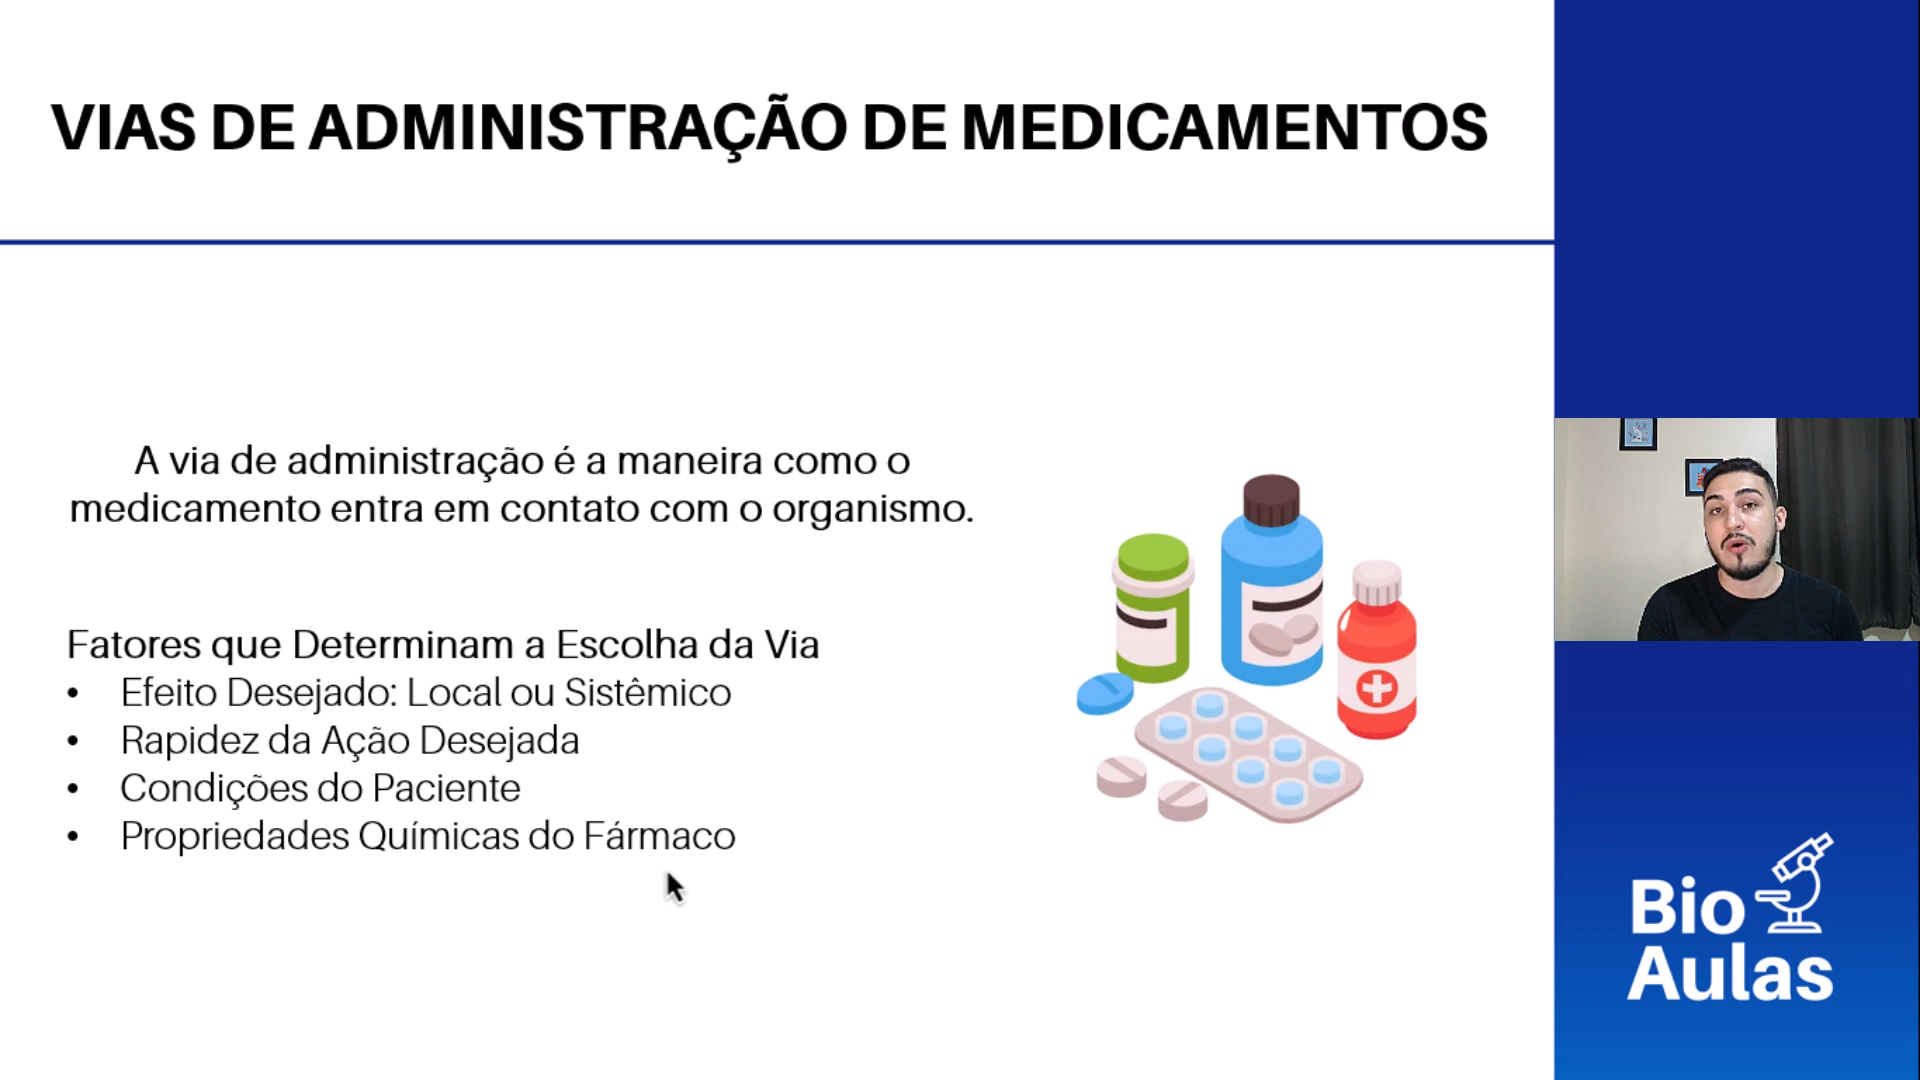 VIAS DE ADMINISTRAÇÃO DE MEDICAMENTOS
A via de administração é a maneira como o
medicamento entra em contato com o organismo.
Fatores que Determinam a Escolha da Via
• Efeito Desejado: Local ou Sistêmico
• Rapidez da Ação Desejada
• Condições do Paciente
• Propriedades Químicas do Fármaco
Bio
Aulas